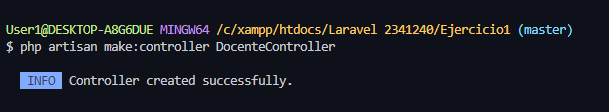 User1@DESKTOP-A8G6DUE MINGW64 /c/xampp/htdocs/Laravel 2341240/Ejercicio1 (master)
$ php artisan make:controller DocenteController
INFO Controller created successfully.